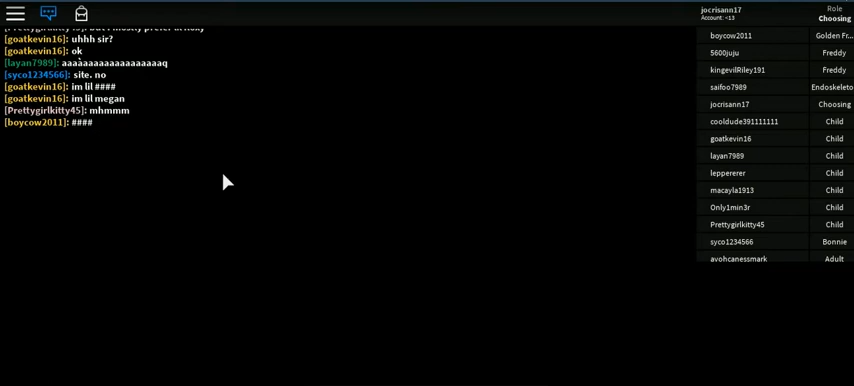 [goatkevin16]: uhhh sir?
[goatkevin16]: ok
[layan7989]: aaaàaaaaaaaaaaaaaaaaaq
[syco1234566]: site. no
[goatkevin16]: im lil ####
[goatkevin16]: im lil megan
[Prettygirlkitty45]: mhmmm
[boycow2011]: ####
jocrisann17 Role
Account: <13 Choosing
boycow2011 Golden Fr...
5600juju Freddy
kingevilRiley191 Freddy
saifoo7989 Endoskeleto
jocrisann17 Choosing
cooldude391111111 Child
goatkevin16 Child
layan7989 Child
leppererer Child
macayla1913 Child
Only1min3r Child
Prettygirlkitty45 Child
syco1234566 Bonnie
avohcanessmark Adult